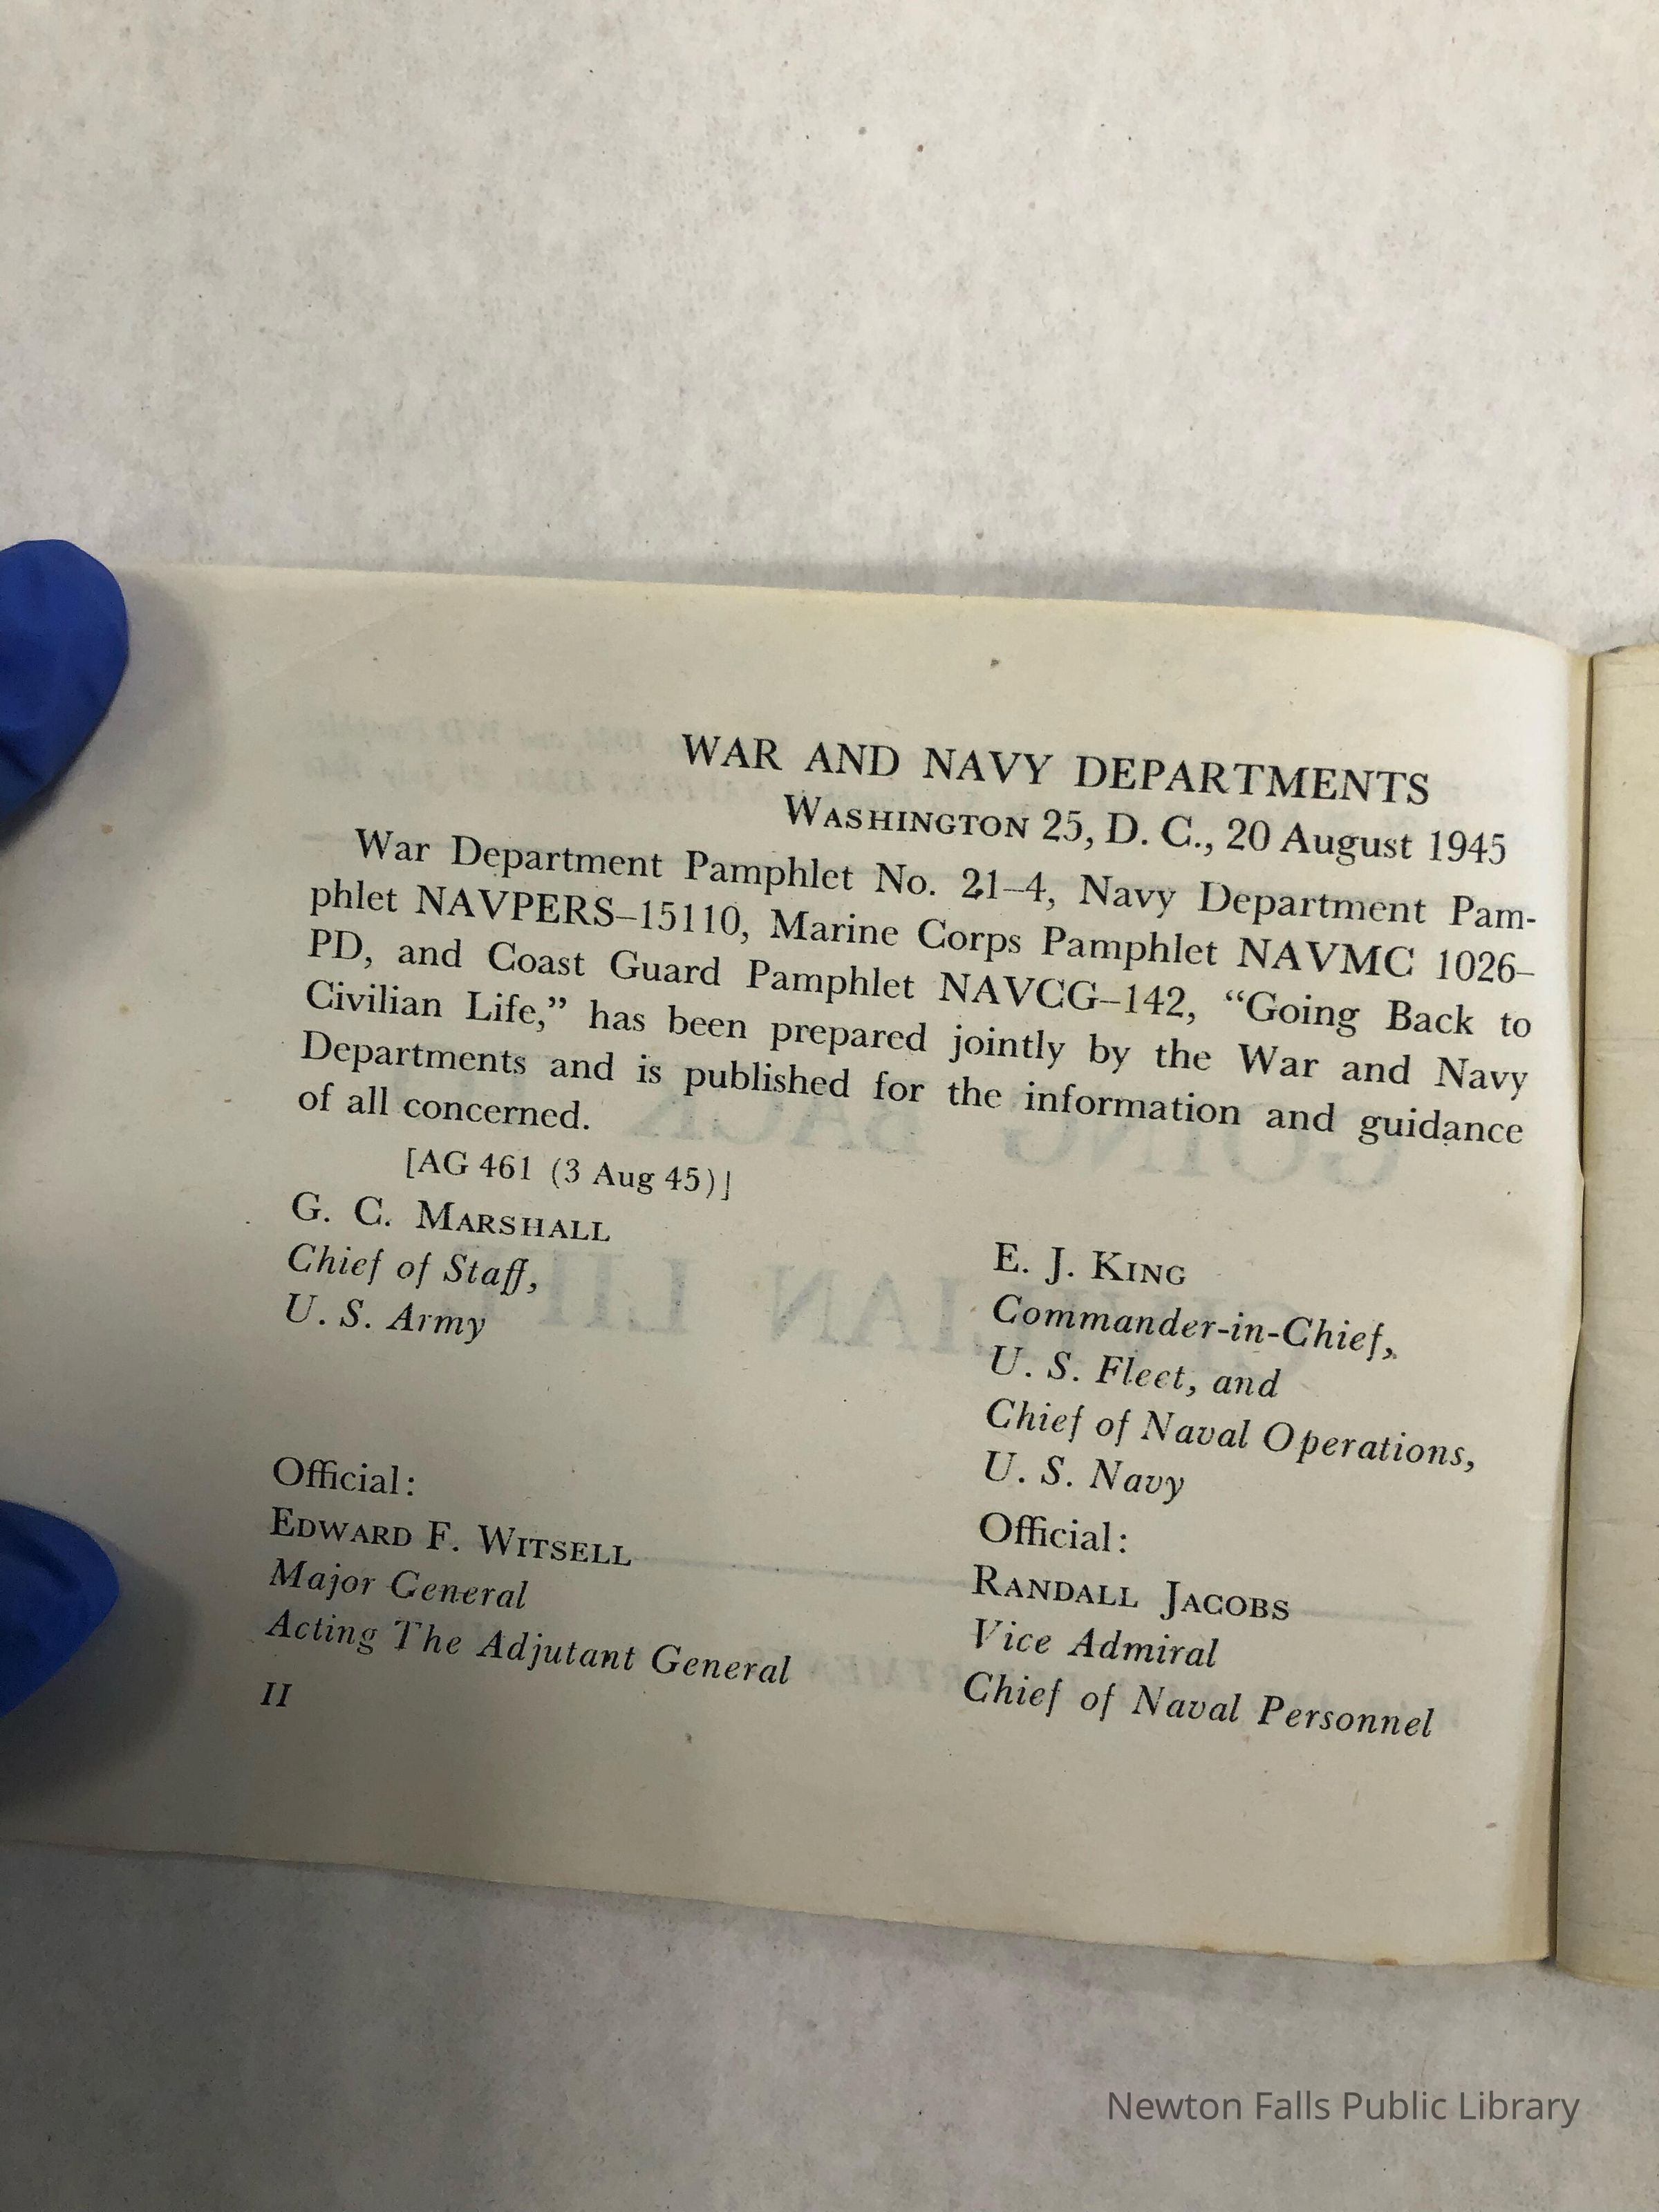 WAR AND NAVY DEPARTMENTS
WASHINGTON 25, D. C., 20 August 1945
War Department Pamphlet No. 21–4, Navy Department Pam-
phlet NAVPERS–15110, Marine Corps Pamphlet NAVMC 1026–
PD, and Coast Guard Pamphlet NAVCG–142, “Going Back to
Civilian Life,” has been prepared jointly by the War and Navy
Departments and is published for the information and guidance
of all concerned.
[AG 461 (3 Aug 45)]
G. C. MARSHALL
Chief of Staff,
U. S. Army
E. J. KING
Commander-in-Chief,
U. S. Fleet, and
Chief of Naval Operations,
U. S. Navy
Official:
EDWARD F. WITSELL
Major General
Acting The Adjutant General
Official:
RANDALL JACOBS
Vice Admiral
Chief of Naval Personnel
II
Newton Falls Public Library